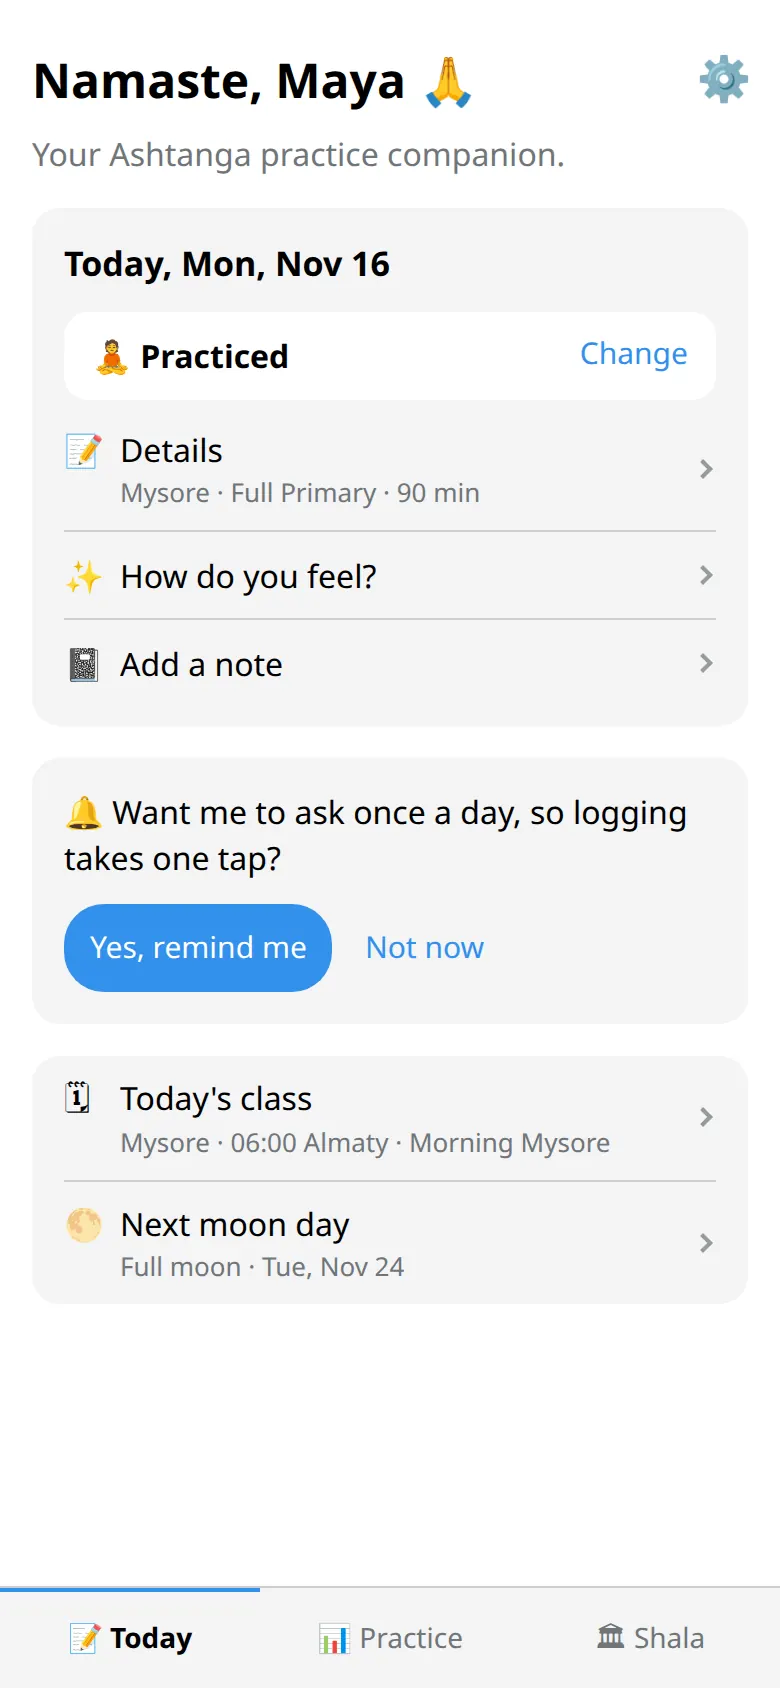 Namaste, Maya 🙏
Your Ashtanga practice companion.
Today, Mon, Nov 16
Practiced
Change
Details
Mysore · Full Primary · 90 min
How do you feel?
Add a note
Want me to ask once a day, so logging
takes one tap?
Yes, remind me
Not now
Today's class
Mysore · 06:00 Almaty · Morning Mysore
Next moon day
Full moon · Tue, Nov 24
Today
Practice
Shala